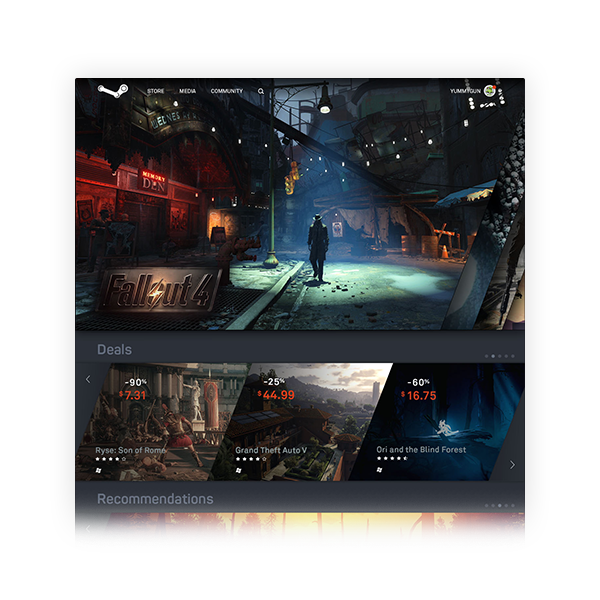 STORE MEDIA COMMUNITY YUMMYGUN
MEMORY
DEN
Fallout 4
Deals
-90% -25% -60%
$7.31 $44.99 $16.75
Ryse: Son of Rome Grand Theft Auto V Ori and the Blind Forest
Recommendations